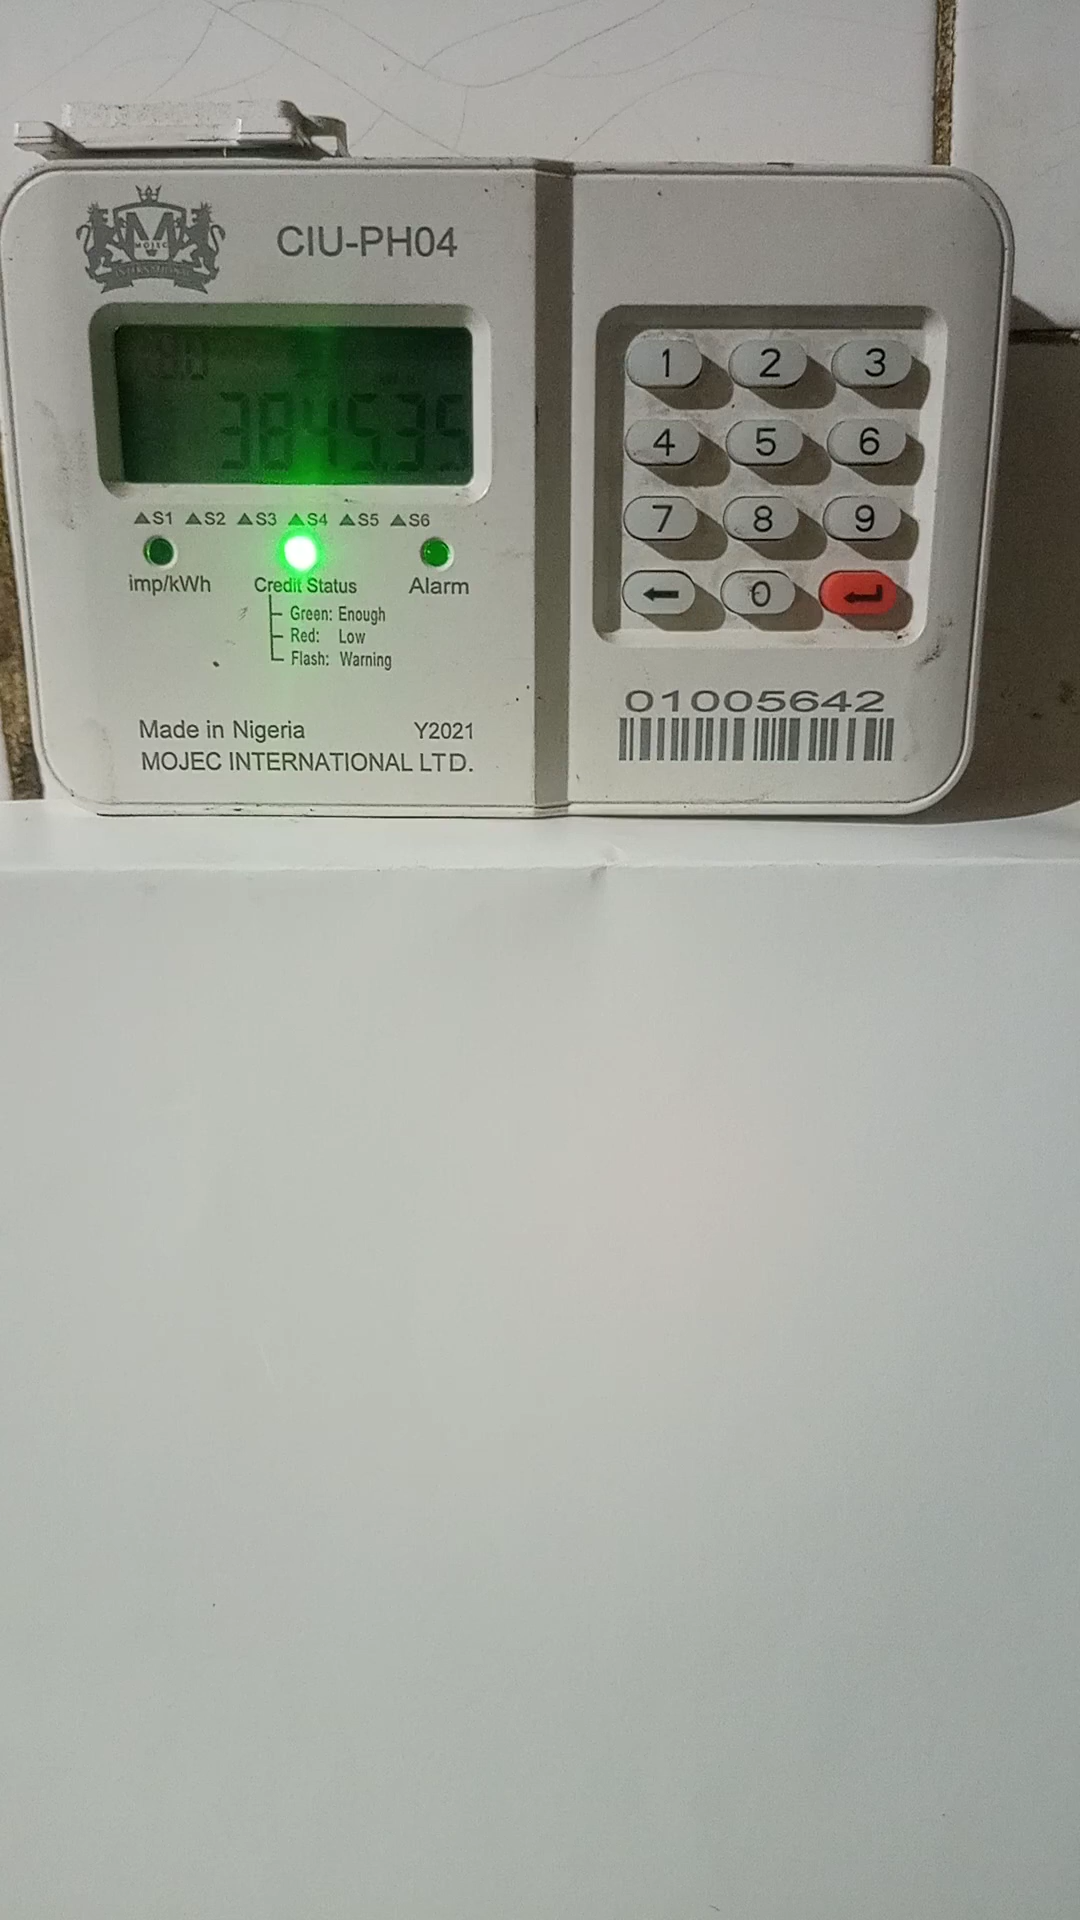 MOJEC
INTERNATIONAL
CIU-PH04
3845.35
▲S1 ▲S2 ▲S3 ▲S4 ▲S5 ▲S6
imp/kWh Credit Status Alarm
Green: Enough
Red: Low
Flash: Warning
Made in Nigeria Y2021
MOJEC INTERNATIONAL LTD.
1 2 3
4 5 6
7 8 9
← 0 ↵
01005642